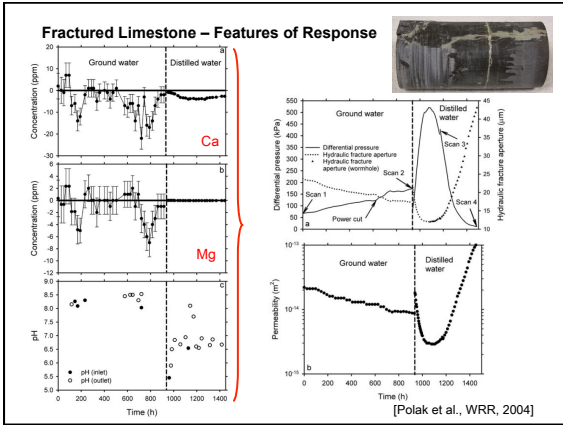 Fractured Limestone – Features of Response
Ground water
Distilled water
a
20
10
0
-10
-20
-30
Concentration (ppm)
Ca
b
6
4
2
0
-2
-4
-6
-8
-10
-12
Concentration (ppm)
Mg
c
9.0
8.5
8.0
7.5
7.0
6.5
6.0
5.5
5.0
pH
pH (inlet)
pH (outlet)
0 200 400 600 800 1000 1200 1400
Time (h)
Ground water
Distilled
water
550
500
450
400
350
300
250
200
150
100
50
0
Differential pressure (kPa)
45
40
35
30
25
20
15
10
Hydraulic fracture aperture (µm)
Differential pressure
Hydraulic fracture aperture
Hydraulic fracture
aperture (wormhole)
Scan 3
Scan 2
Scan 1
Scan 4
Power cut
a
Ground water
Distilled
water
10-13
10-14
10-15
Permeability (m2)
b
0 200 400 600 800 1000 1200 1400
Time (h)
[Polak et al., WRR, 2004]